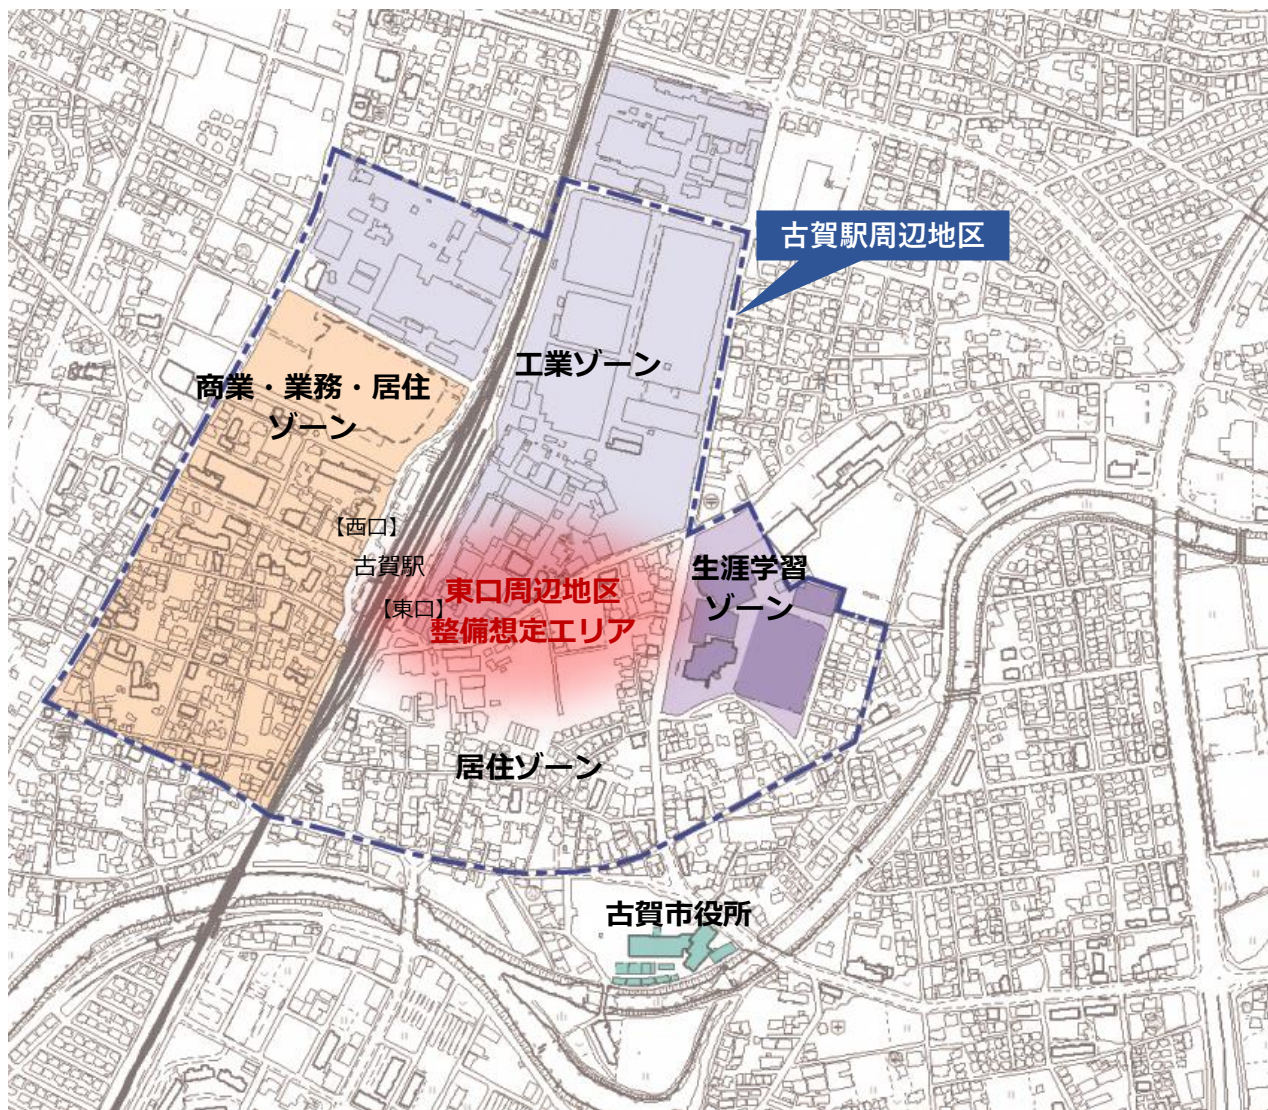 古賀駅周辺地区
工業ゾーン
商業・業務・居住
ゾーン
【西口】
古賀駅
【東口】
東口周辺地区
整備想定エリア
生涯学習
ゾーン
居住ゾーン
古賀市役所